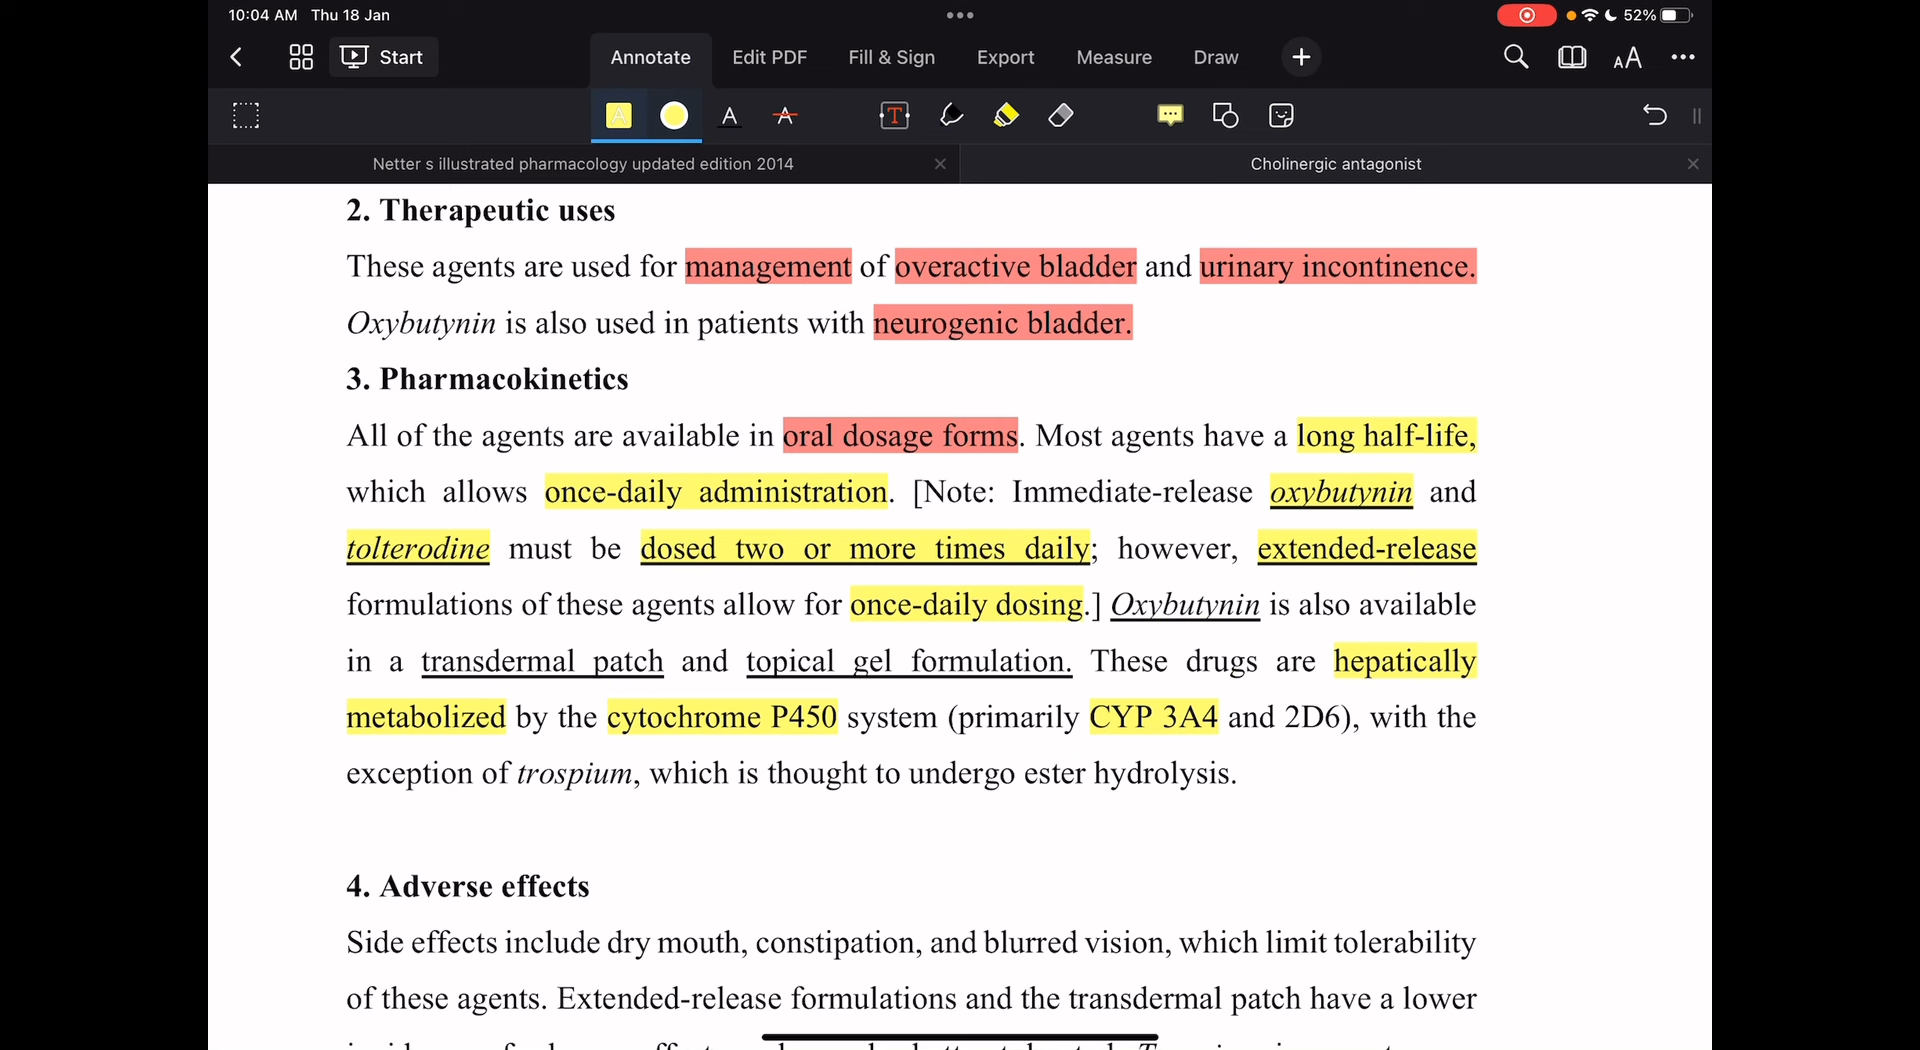 10:04 AM Thu 18 Jan
52%
Start
Annotate Edit PDF Fill & Sign Export Measure Draw
Netter s illustrated pharmacology updated edition 2014
Cholinergic antagonist
2. Therapeutic uses
These agents are used for management of overactive bladder and urinary incontinence.
Oxybutynin is also used in patients with neurogenic bladder.
3. Pharmacokinetics
All of the agents are available in oral dosage forms. Most agents have a long half-life,
which allows once-daily administration. [Note: Immediate-release oxybutynin and
tolterodine must be dosed two or more times daily; however, extended-release
formulations of these agents allow for once-daily dosing.] Oxybutynin is also available
in a transdermal patch and topical gel formulation. These drugs are hepatically
metabolized by the cytochrome P450 system (primarily CYP 3A4 and 2D6), with the
exception of trospium, which is thought to undergo ester hydrolysis.
4. Adverse effects
Side effects include dry mouth, constipation, and blurred vision, which limit tolerability
of these agents. Extended-release formulations and the transdermal patch have a lower